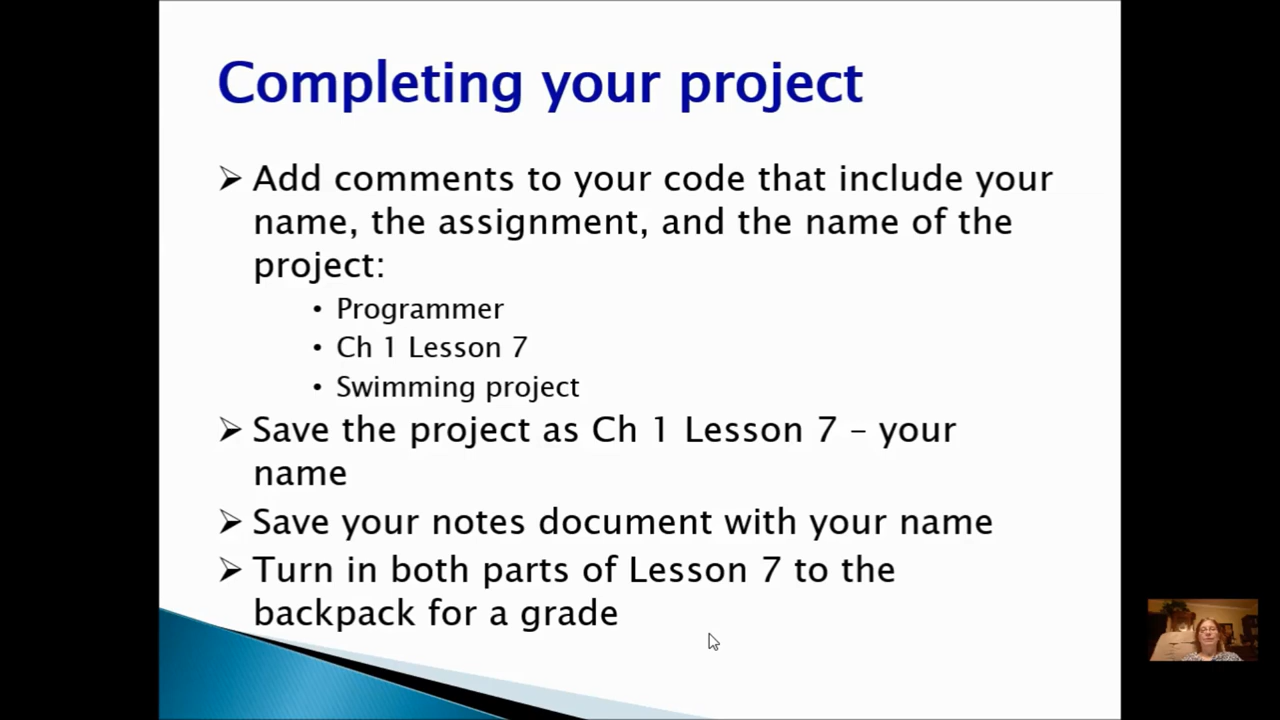 Completing your project
Add comments to your code that include your
name, the assignment, and the name of the
project:
Programmer
Ch 1 Lesson 7
Swimming project
Save the project as Ch 1 Lesson 7 – your
name
Save your notes document with your name
Turn in both parts of Lesson 7 to the
backpack for a grade